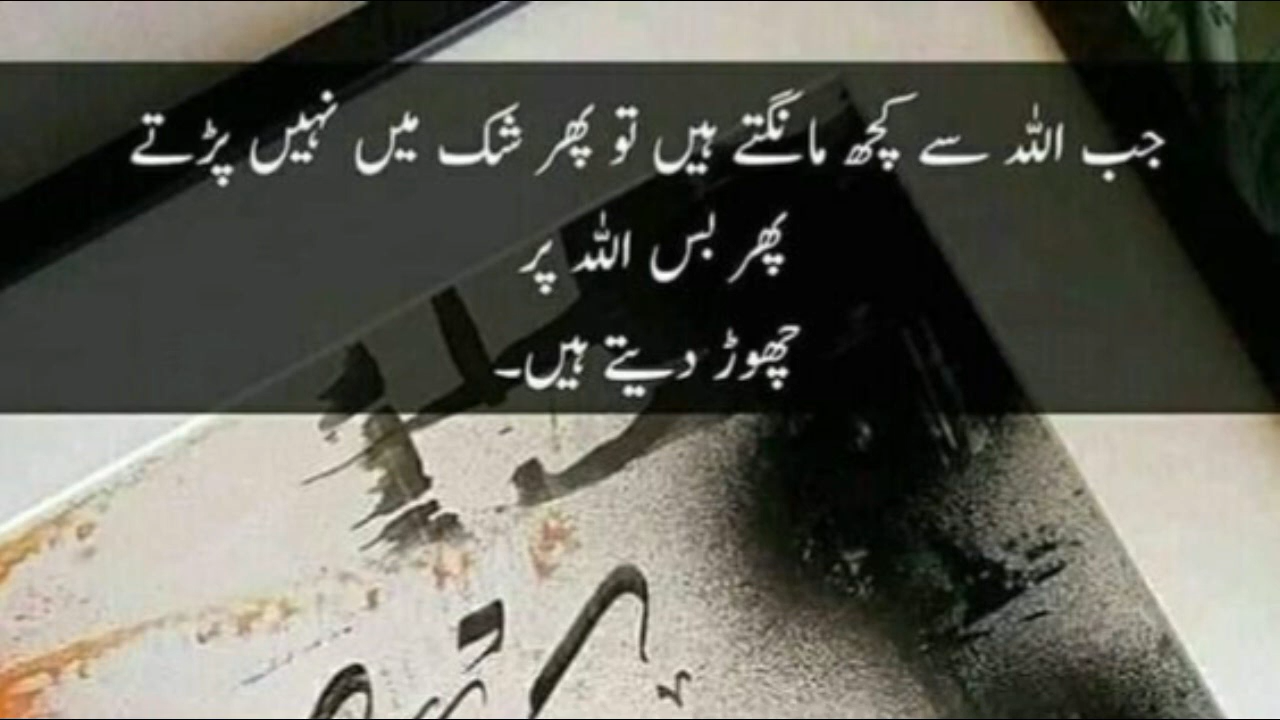 جب اللہ سے کچھ مانگتے ہیں تو پھر شک میں نہیں پڑتے
پھر بس اللہ پر
چھوڑ دیتے ہیں۔